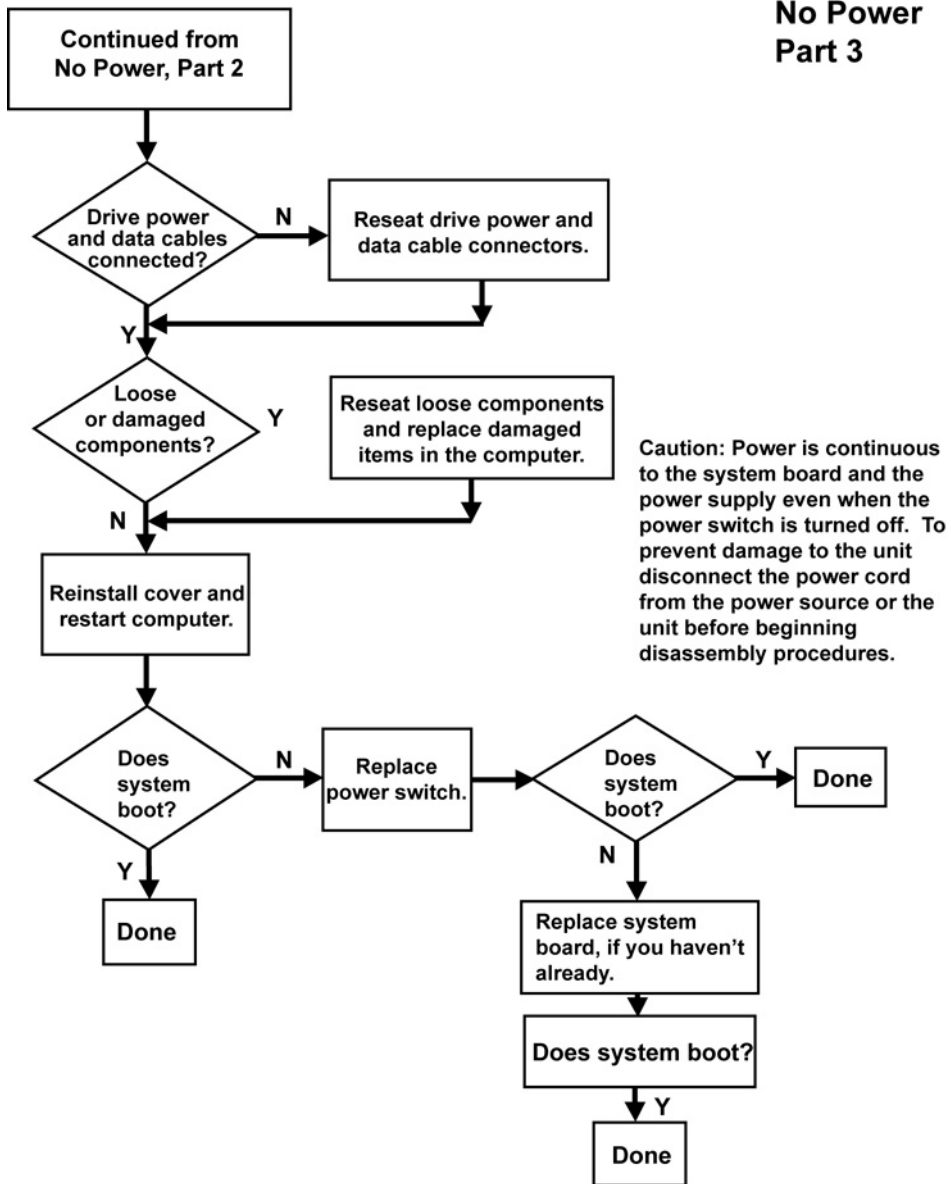 No Power
Part 3
Continued from
No Power, Part 2
Drive power
and data cables
connected?
N
Reseat drive power and
data cable connectors.
Y
Loose
or damaged
components?
Y
Reseat loose components
and replace damaged
items in the computer.
Caution: Power is continuous
to the system board and the
power supply even when the
power switch is turned off. To
prevent damage to the unit
disconnect the power cord
from the power source or the
unit before beginning
disassembly procedures.
N
Reinstall cover and
restart computer.
Does
system
boot?
N
Replace
power switch.
Does
system
boot?
Y
Done
Y
Done
N
Replace system
board, if you haven't
already.
Does system boot?
Y
Done